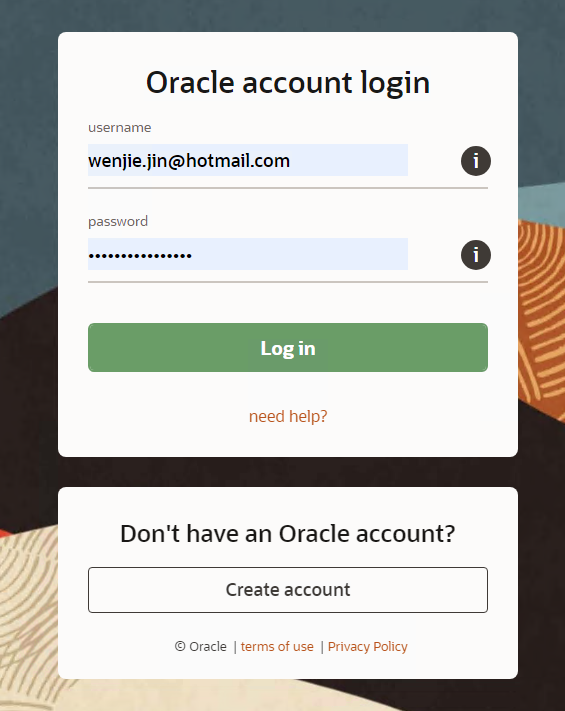 Oracle account login
username
wenjie.jin@hotmail.com
i
password
••••••••••••••••
i
Log in
need help?
Don't have an Oracle account?
Create account
© Oracle | terms of use | Privacy Policy